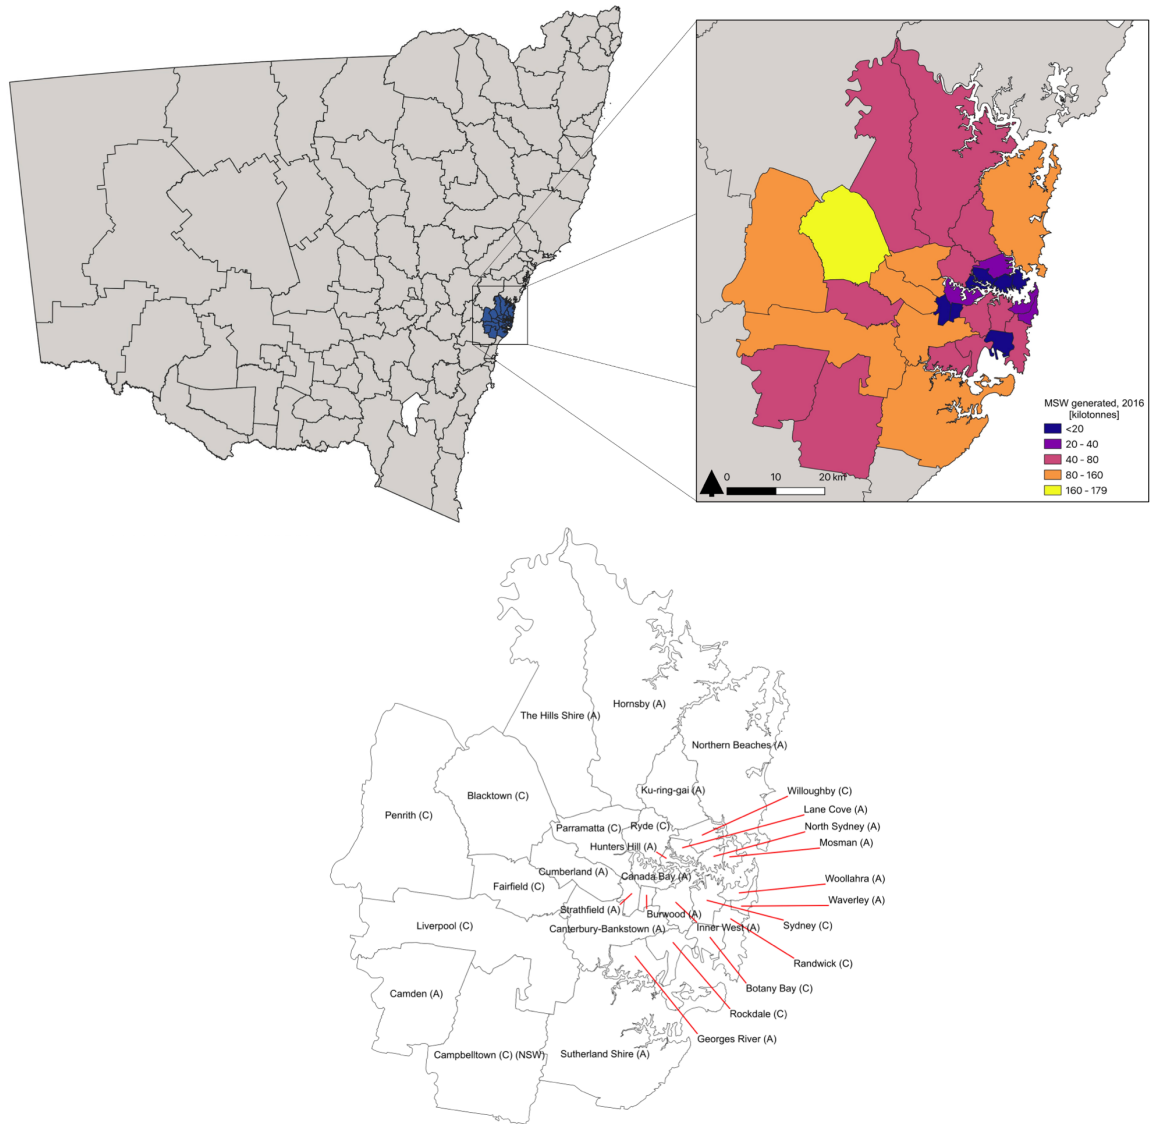 MSW generated, 2016
[kilotonnes]
<20
20 - 40
40 - 80
80 - 160
160 - 179
0 10 20 km
The Hills Shire (A)
Hornsby (A)
Northern Beaches (A)
Ku-ring-gai (A)
Willoughby (C)
Blacktown (C)
Lane Cove (A)
Penrith (C)
North Sydney (A)
Parramatta (C)
Ryde (C)
Mosman (A)
Hunters Hill (A)
Cumberland (A)
Canada Bay (A)
Woollahra (A)
Fairfield (C)
Waverley (A)
Strathfield (A)
Burwood (A)
Liverpool (C)
Canterbury-Bankstown (A)
Inner West (A)
Sydney (C)
Randwick (C)
Botany Bay (C)
Camden (A)
Rockdale (C)
Georges River (A)
Campbelltown (C) (NSW)
Sutherland Shire (A)